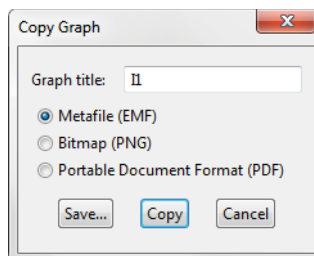 Copy Graph
Graph title: I1
Metafile (EMF)
Bitmap (PNG)
Portable Document Format (PDF)
Save... Copy Cancel